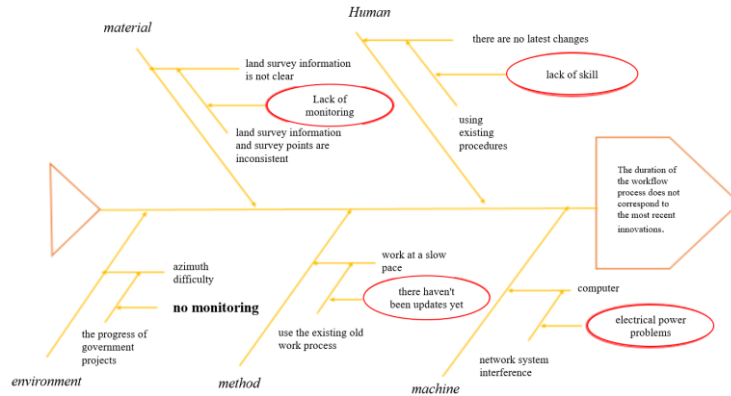 Human
material
there are no latest changes
land survey information
is not clear
lack of skill
Lack of
monitoring
using
existing
procedures
land survey information
and survey points are
inconsistent
The duration of
the workflow
process does not
correspond to
the most recent
innovations.
azimuth
difficulty
no monitoring
the progress of
government
projects
work at a slow
pace
there haven't
been updates yet
use the existing old
work process
computer
electrical power
problems
network system
interference
environment
method
machine